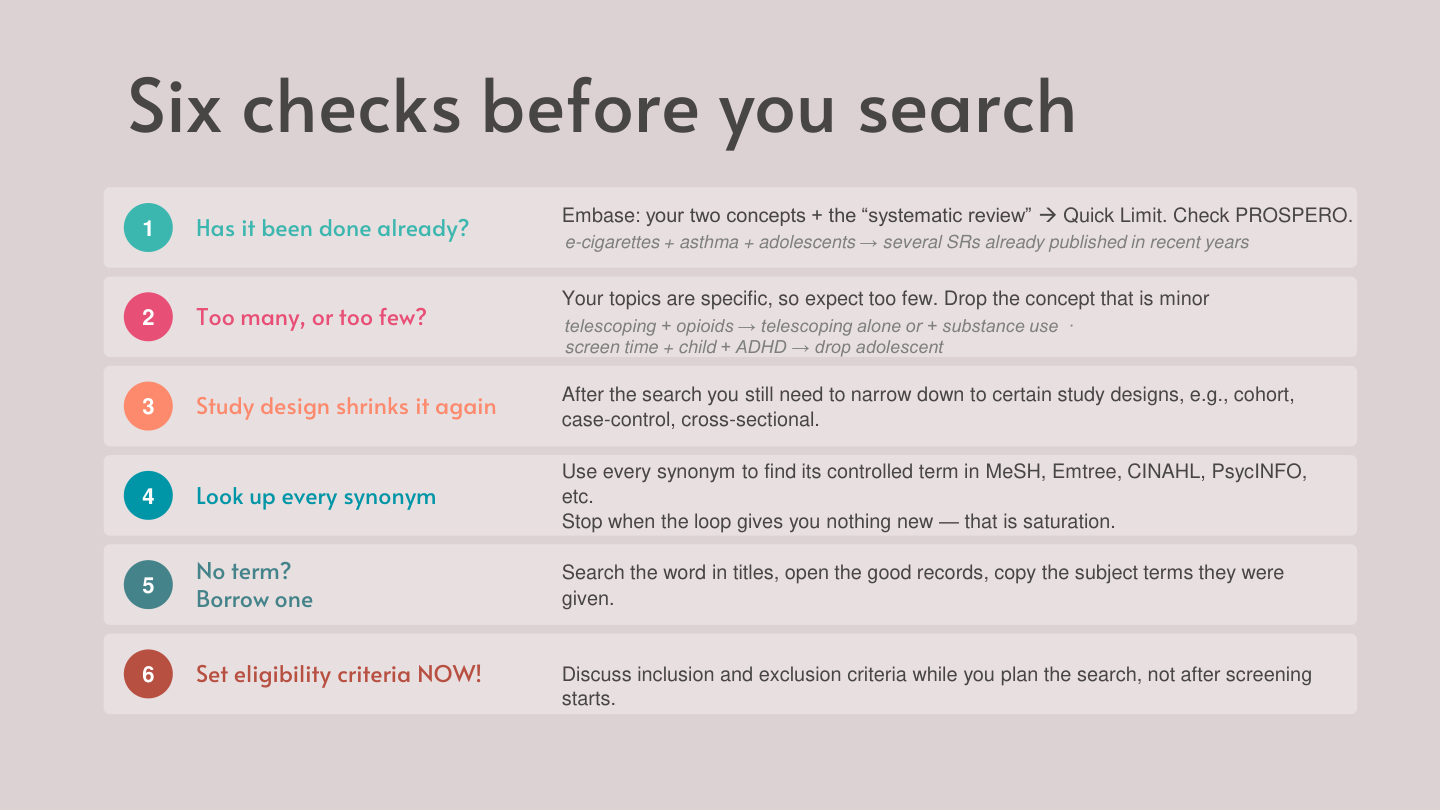 Six checks before you search
1
Has it been done already?
Embase: your two concepts + the “systematic review” → Quick Limit. Check PROSPERO.
e-cigarettes + asthma + adolescents → several SRs already published in recent years
2
Too many, or too few?
Your topics are specific, so expect too few. Drop the concept that is minor
telescoping + opioids → telescoping alone or + substance use ·
screen time + child + ADHD → drop adolescent
3
Study design shrinks it again
After the search you still need to narrow down to certain study designs, e.g., cohort,
case-control, cross-sectional.
4
Look up every synonym
Use every synonym to find its controlled term in MeSH, Emtree, CINAHL, PsycINFO,
etc.
Stop when the loop gives you nothing new — that is saturation.
5
No term?
Borrow one
Search the word in titles, open the good records, copy the subject terms they were
given.
6
Set eligibility criteria NOW!
Discuss inclusion and exclusion criteria while you plan the search, not after screening
starts.